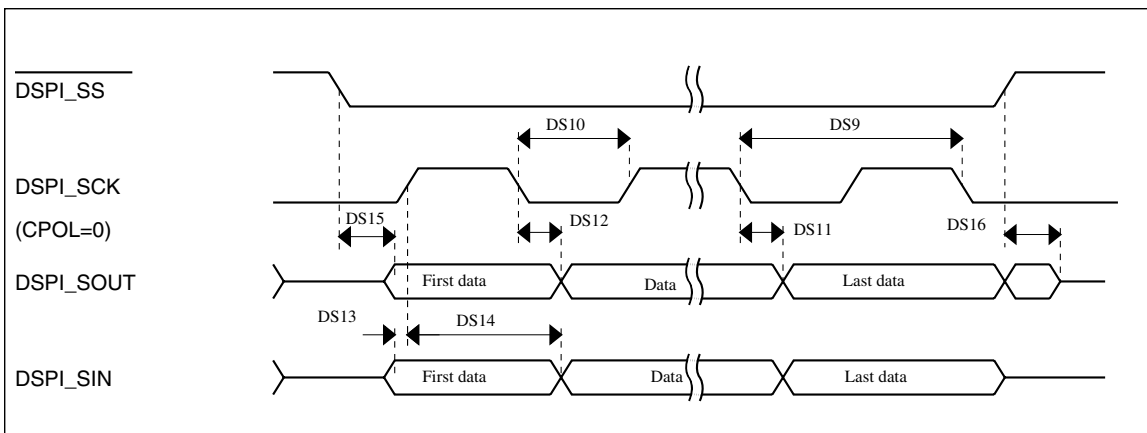 DSPI_SS
DS10
DS9
DSPI_SCK
(CPOL=0)
DS15
DS12
DS11
DS16
DSPI_SOUT
First data
Data
Last data
DS13
DS14
DSPI_SIN
First data
Data
Last data